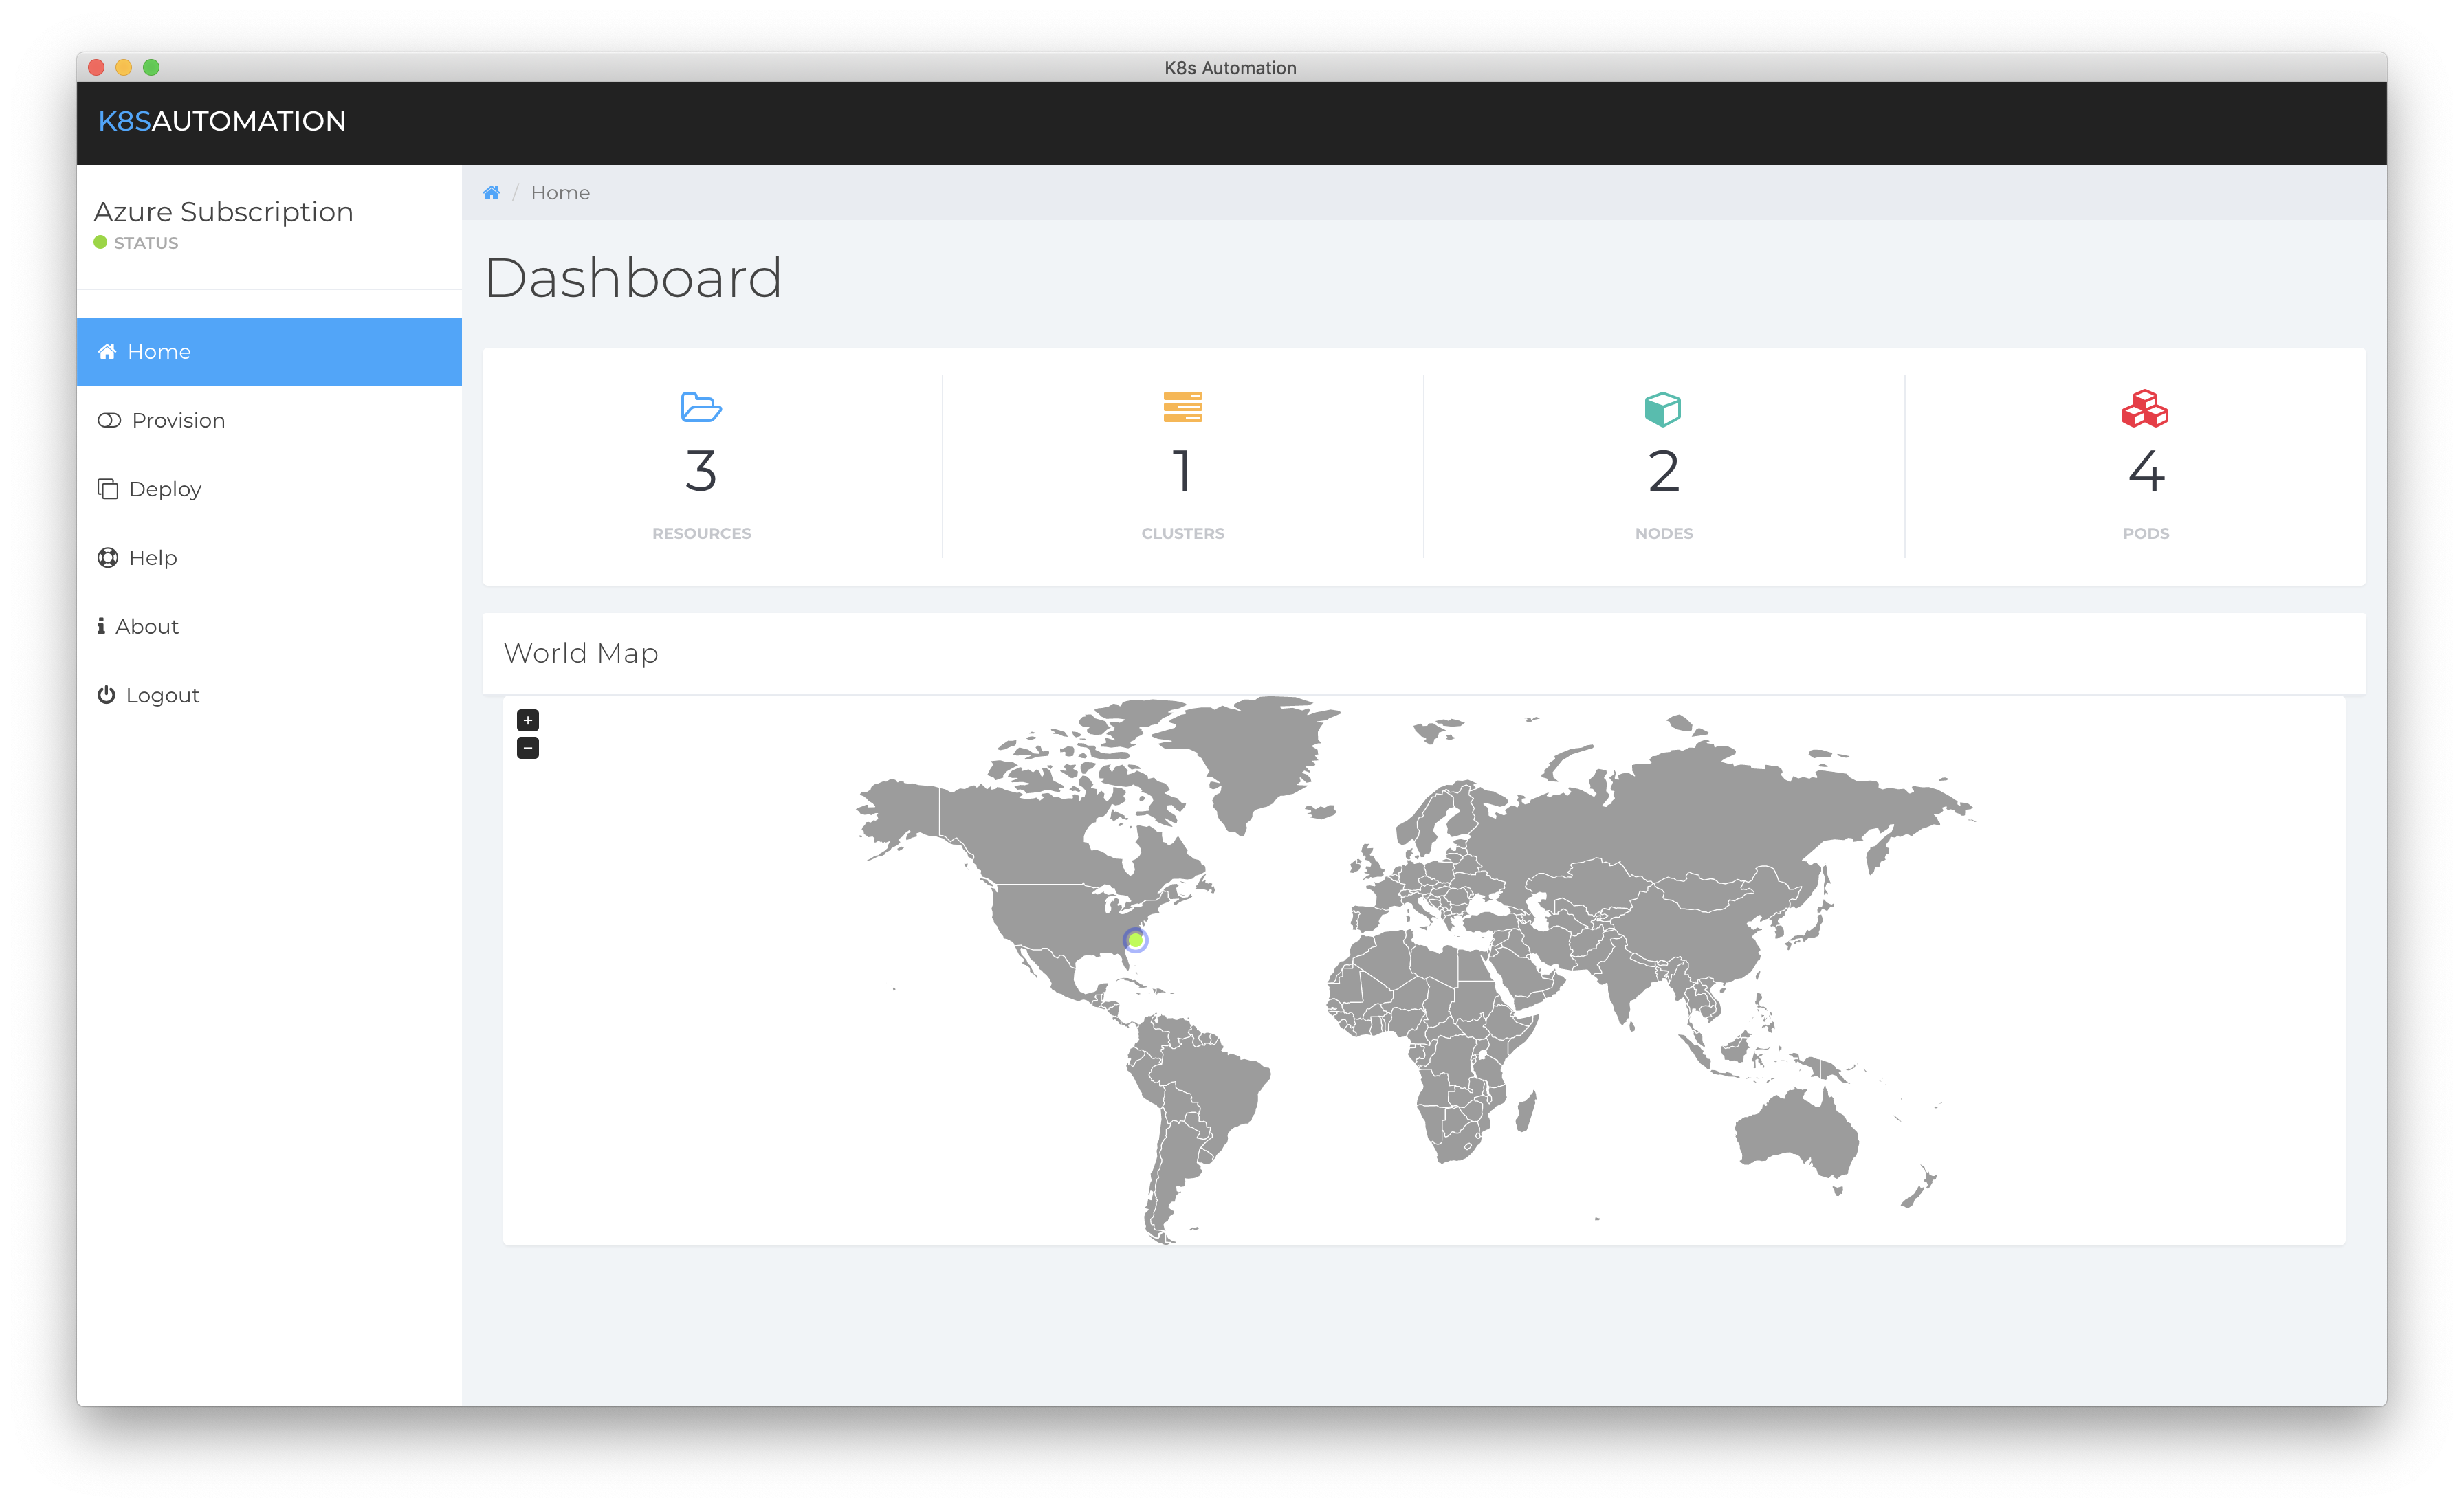 K8s Automation
K8SAUTOMATION
Azure Subscription
STATUS
Home
Provision
Deploy
Help
About
Logout
/ Home
Dashboard
3
RESOURCES
1
CLUSTERS
2
NODES
4
PODS
World Map
+
−